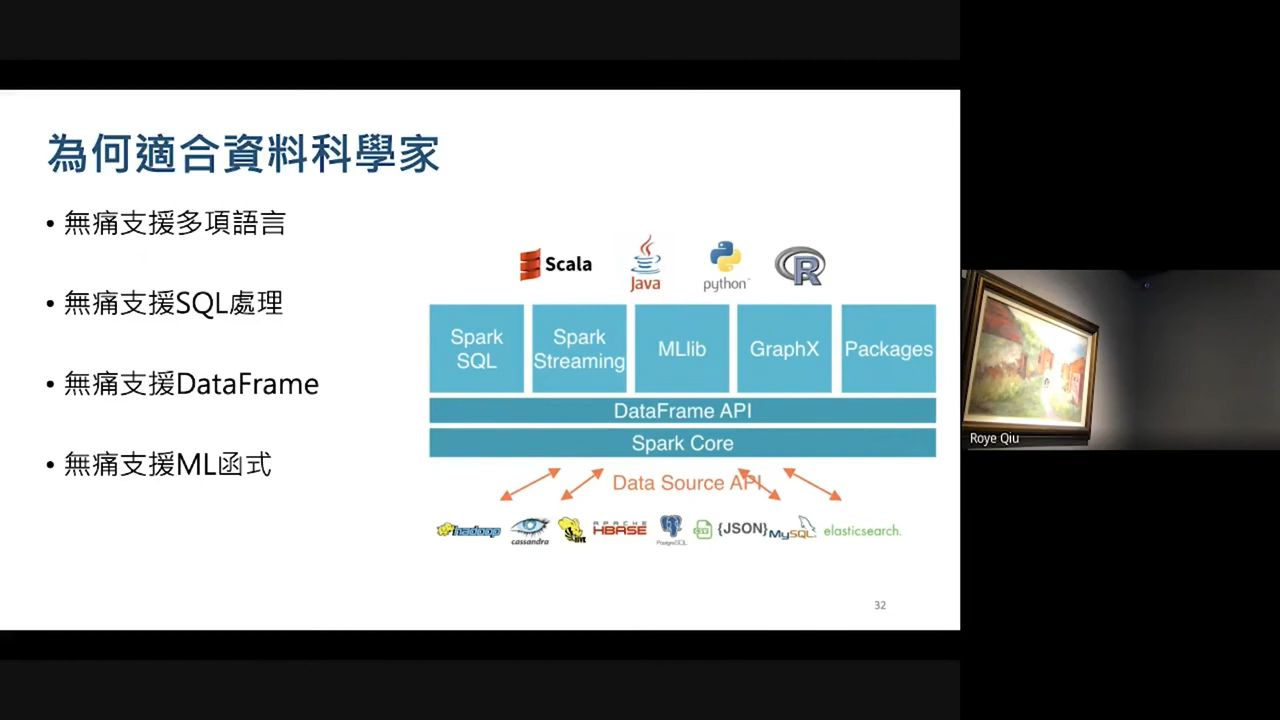 為何適合資料科學家
• 無痛支援多項語言
• 無痛支援SQL處理
• 無痛支援DataFrame
• 無痛支援ML函式
Scala
Java
python
R
Spark SQL
Spark Streaming
MLlib
GraphX
Packages
DataFrame API
Spark Core
Data Source API
hadoop
cassandra
HIVE
APACHE
HBASE
PostgreSQL
{JSON}
MySQL
elasticsearch.
32
Roye Qiu